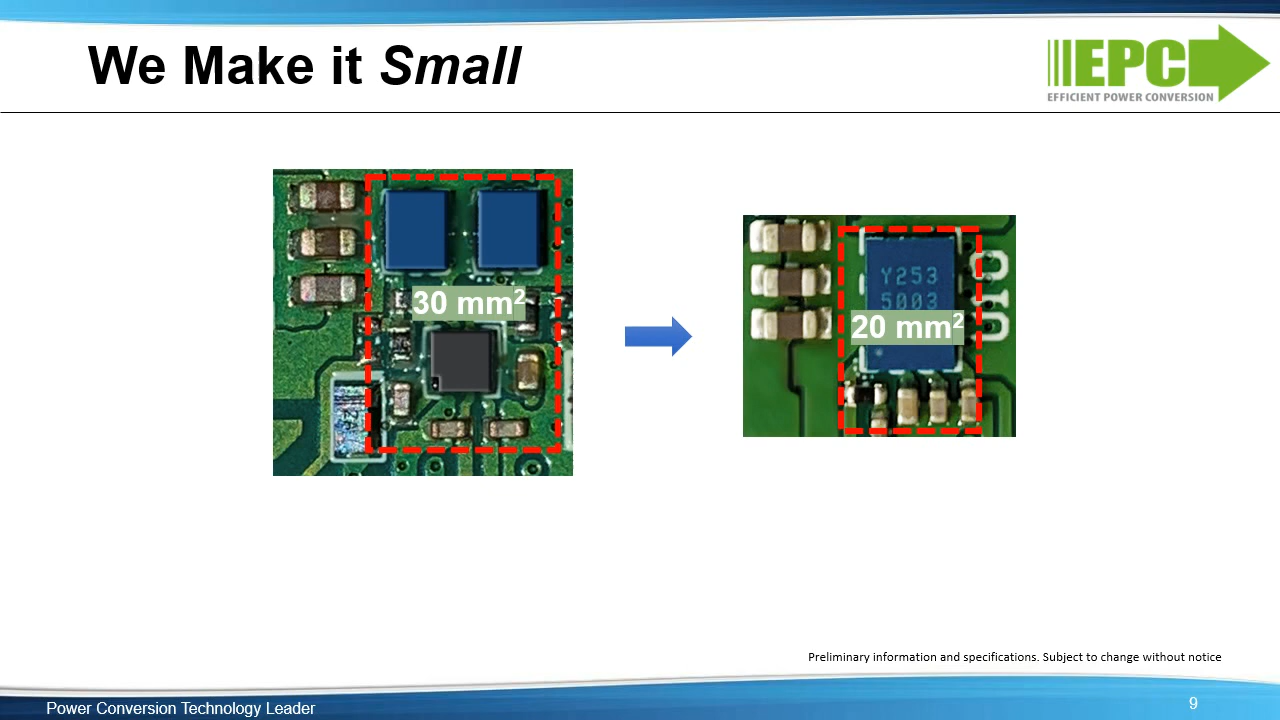 We Make it Small
EPC
EFFICIENT POWER CONVERSION
30 mm²
Y253
5003
20 mm²
Preliminary information and specifications. Subject to change without notice
Power Conversion Technology Leader
9